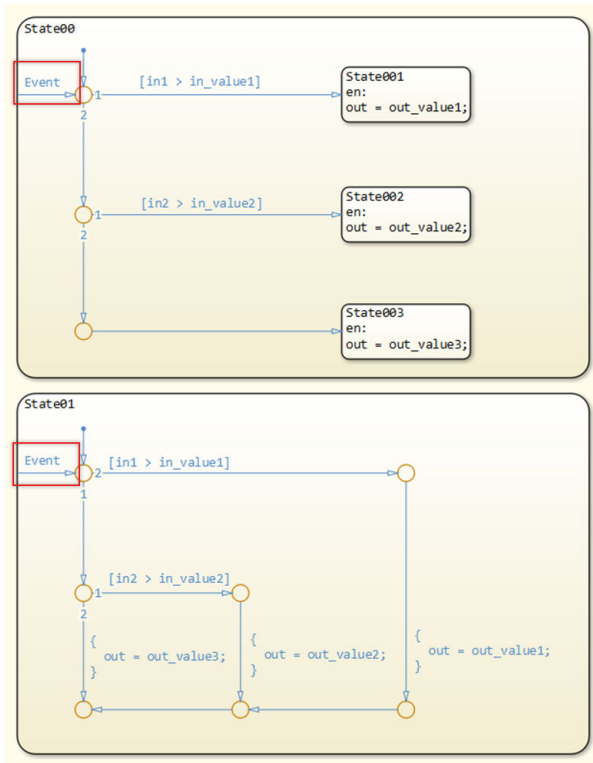 State00
Event
[in1 > in_value1]
State001
en:
out = out_value1;
1
2
[in2 > in_value2]
State002
en:
out = out_value2;
1
2
State003
en:
out = out_value3;
State01
Event
[in1 > in_value1]
2
1
[in2 > in_value2]
1
2
{
out = out_value3;
}
{
out = out_value2;
}
{
out = out_value1;
}